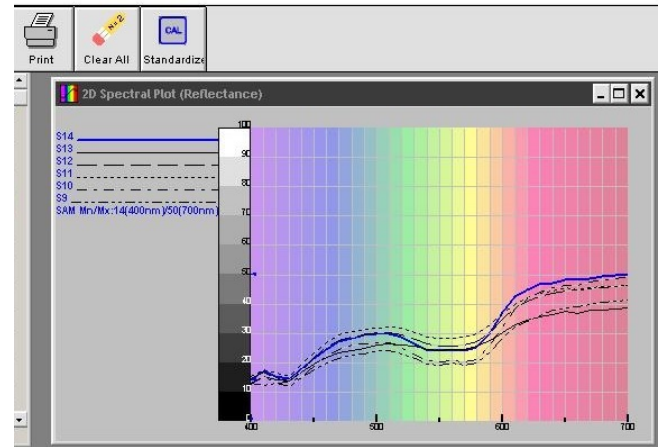 N=2
CAL
Print Clear All Standardize
2D Spectral Plot (Reflectance)
S14
S13
S12
S11
S10
S9
SAM Mn/Mx:14(400nm)/50(700nm)
100
90
80
70
60
50
40
30
20
10
0
400 500 600 700